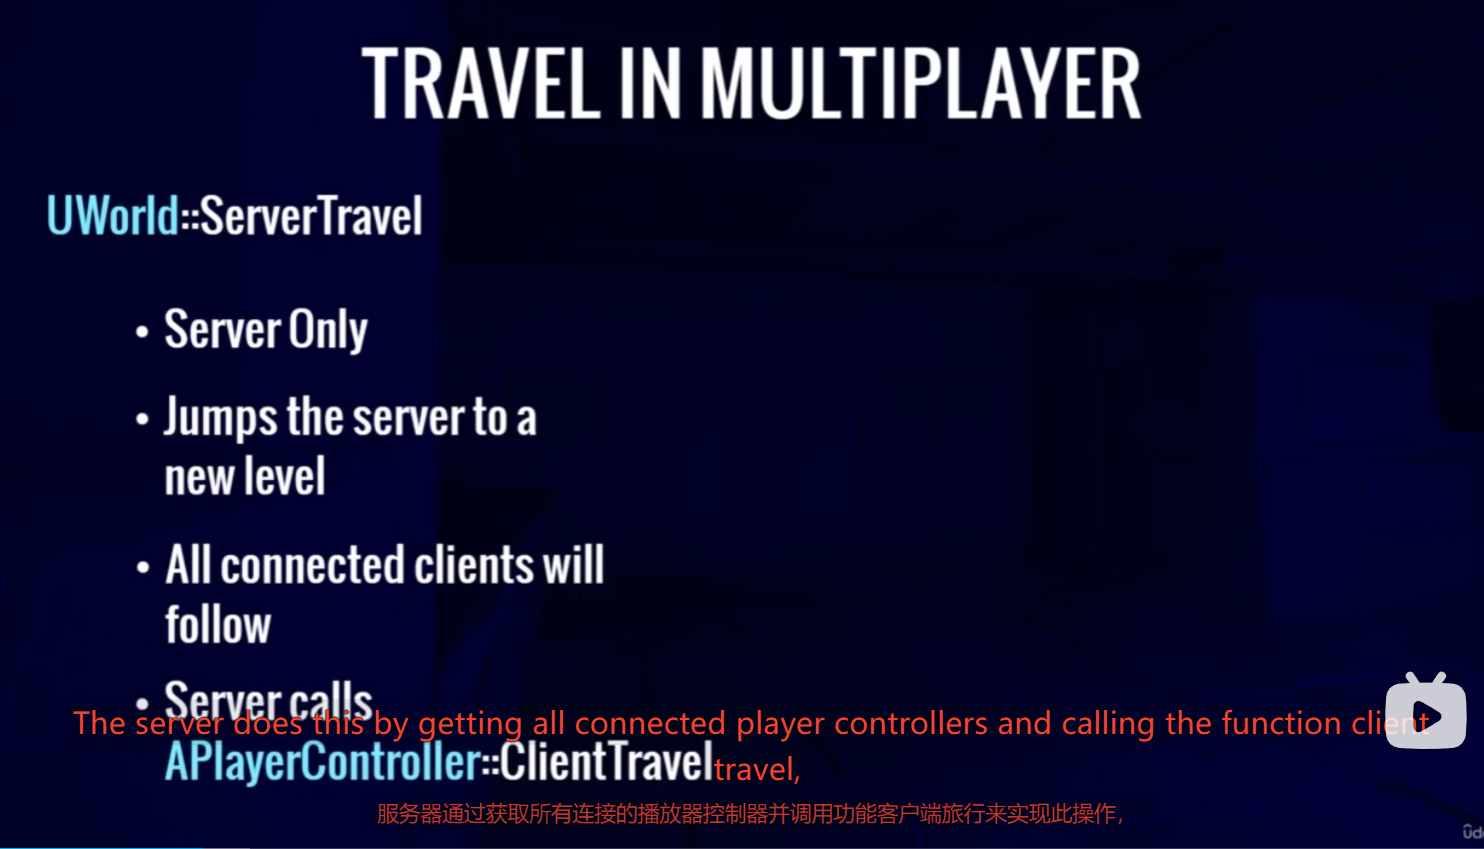 TRAVEL IN MULTIPLAYER
UWorld::ServerTravel
• Server Only
• Jumps the server to a
new level
• All connected clients will
follow
• Server calls
APlayerController::ClientTravel
The server does this by getting all connected player controllers and calling the function client
travel,
服务器通过获取所有连接的播放器控制器并调用功能客户端旅行来实现此操作，